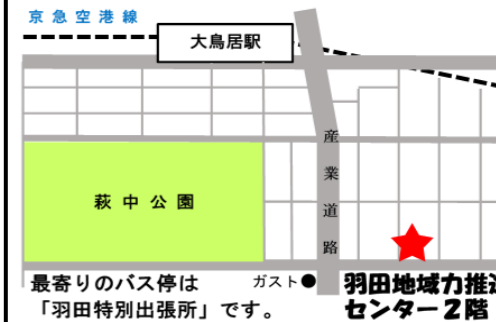 京急空港線
大鳥居駅
産業道路
萩中公園
最寄りのバス停は
「羽田特別出張所」です。
ガスト
羽田地域力推進
センター2階